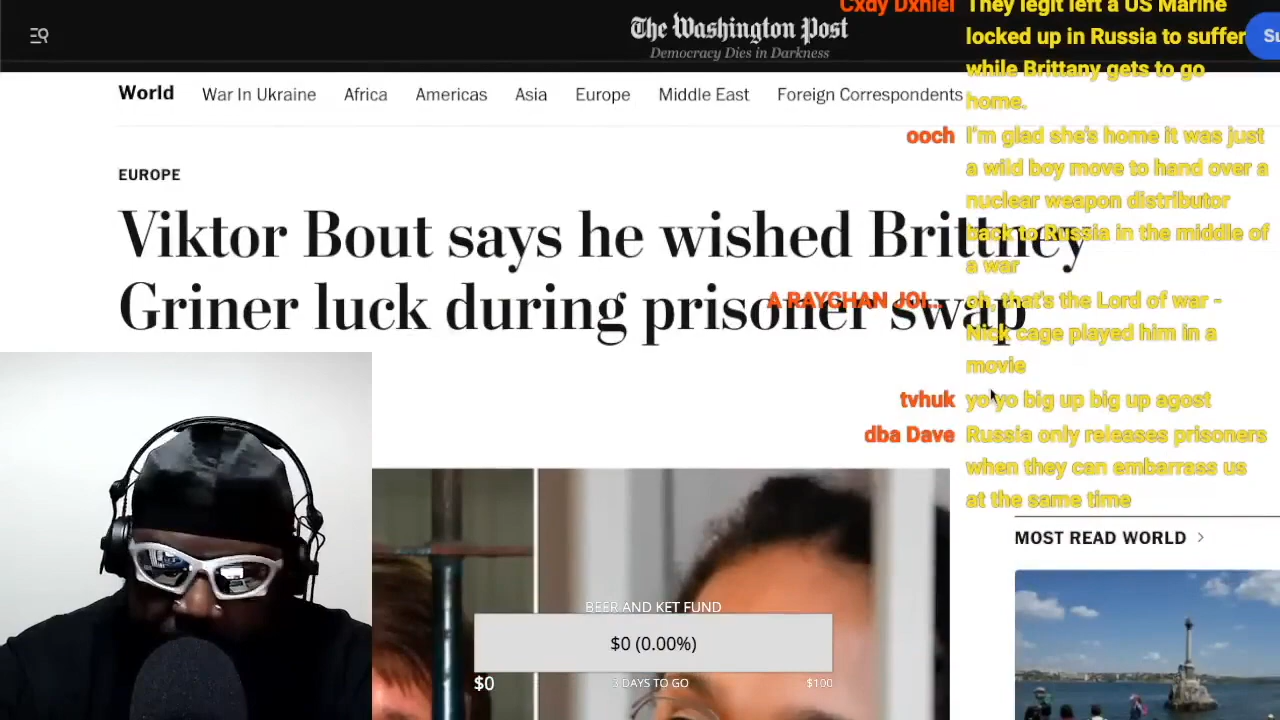 The Washington Post
Democracy Dies in Darkness
Su
World War In Ukraine Africa Americas Asia Europe Middle East Foreign Correspondents
EUROPE
Viktor Bout says he wished Brittney
Griner luck during prisoner swap
Cxdy Dxniel They legit left a US Marine
locked up in Russia to suffer
while Brittany gets to go
home.
ooch I'm glad she's home it was just
a wild boy move to hand over a
nuclear weapon distributor
back to Russia in the middle of
a war
A RAYCHAN JOI... oh, that's the Lord of war -
Nick cage played him in a
movie
tvhuk yo yo big up big up agost
dba Dave Russia only releases prisoners
when they can embarrass us
at the same time
MOST READ WORLD
BEER AND KET FUND
$0 (0.00%)
$0 3 DAYS TO GO $100